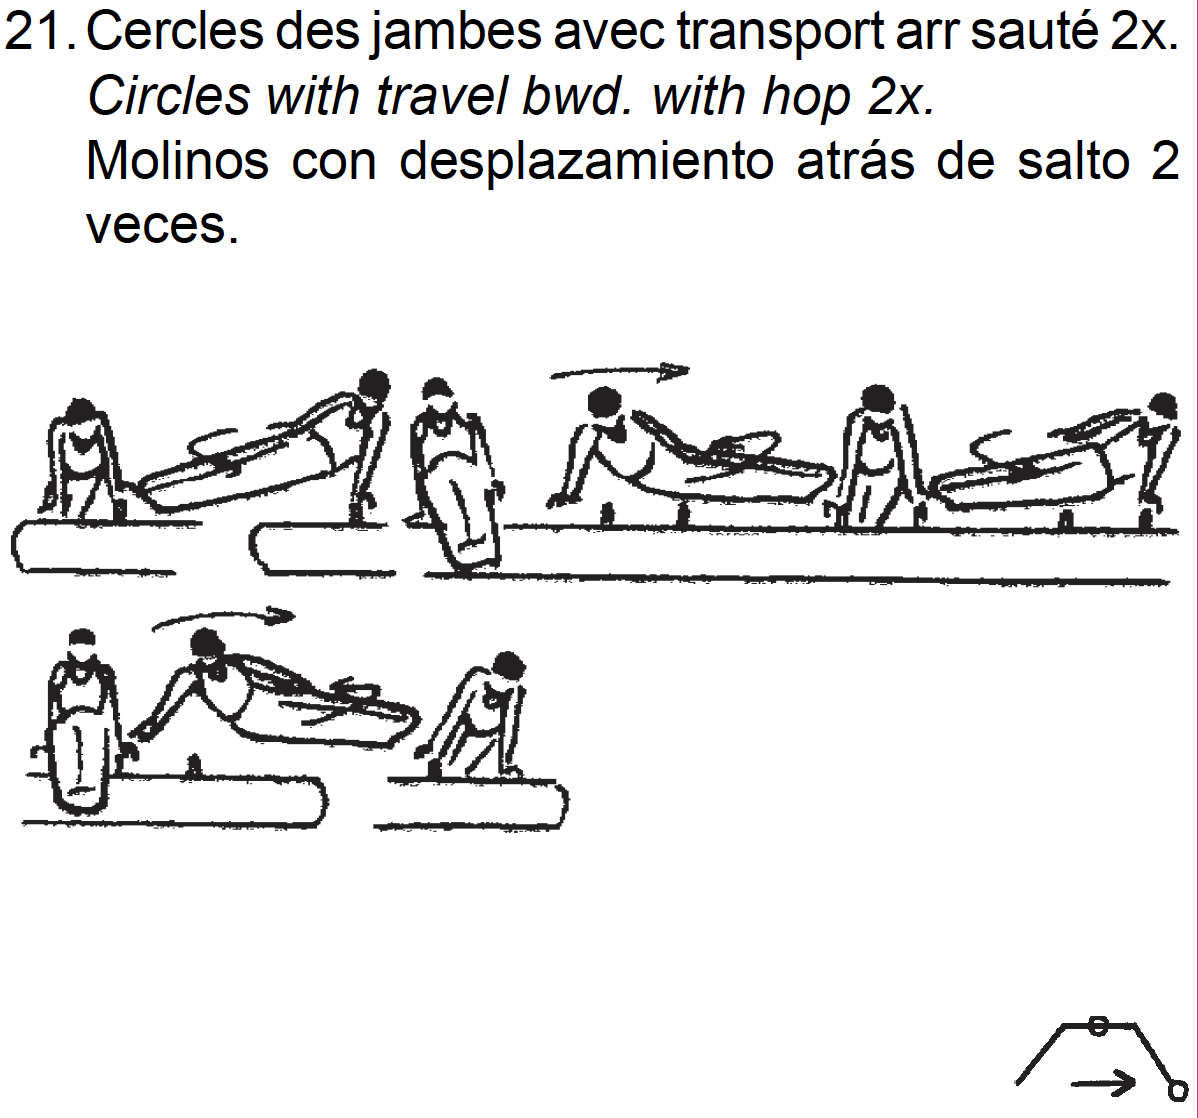 21. Cercles des jambes avec transport arr sauté 2x.
Circles with travel bwd. with hop 2x.
Molinos con desplazamiento atrás de salto 2
veces.